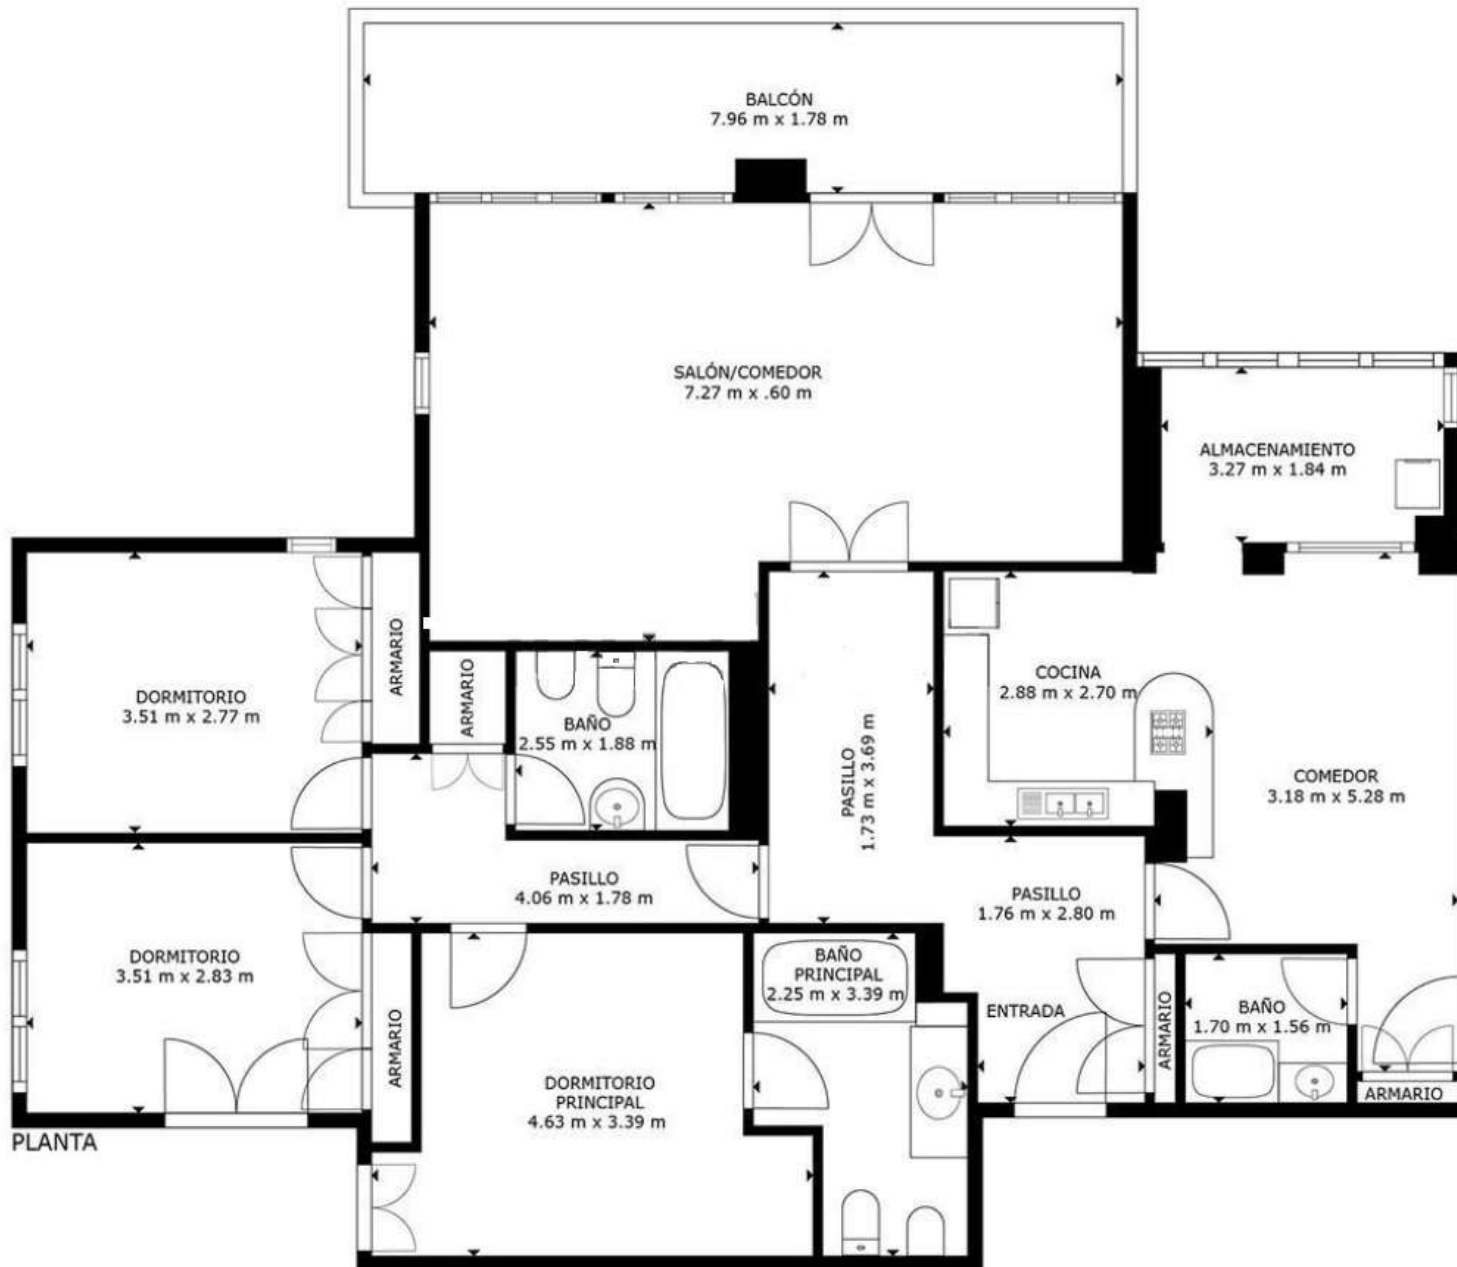 BALCÓN
7.96 m x 1.78 m
SALÓN/COMEDOR
7.27 m x .60 m
ALMACENAMIENTO
3.27 m x 1.84 m
DORMITORIO
3.51 m x 2.77 m
ARMARIO
ARMARIO
BAÑO
2.55 m x 1.88 m
PASILLO
1.73 m x 3.69 m
COCINA
2.88 m x 2.70 m
COMEDOR
3.18 m x 5.28 m
PASILLO
4.06 m x 1.78 m
PASILLO
1.76 m x 2.80 m
DORMITORIO
3.51 m x 2.83 m
ARMARIO
BAÑO
PRINCIPAL
2.25 m x 3.39 m
ENTRADA
ARMARIO
BAÑO
1.70 m x 1.56 m
ARMARIO
DORMITORIO
PRINCIPAL
4.63 m x 3.39 m
PLANTA